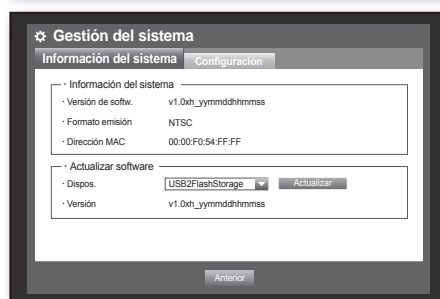 Gestión del sistema
Información del sistema Configuración
· Información del sistema
· Versión de softw. v1.0xh_yymmddhhmmss
· Formato emisión NTSC
· Dirección MAC 00:00:F0:54:FF:FF
· Actualizar software
· Dispos. USB2FlashStorage Actualizar
· Versión v1.0xh_yymmddhhmmss
Anterior